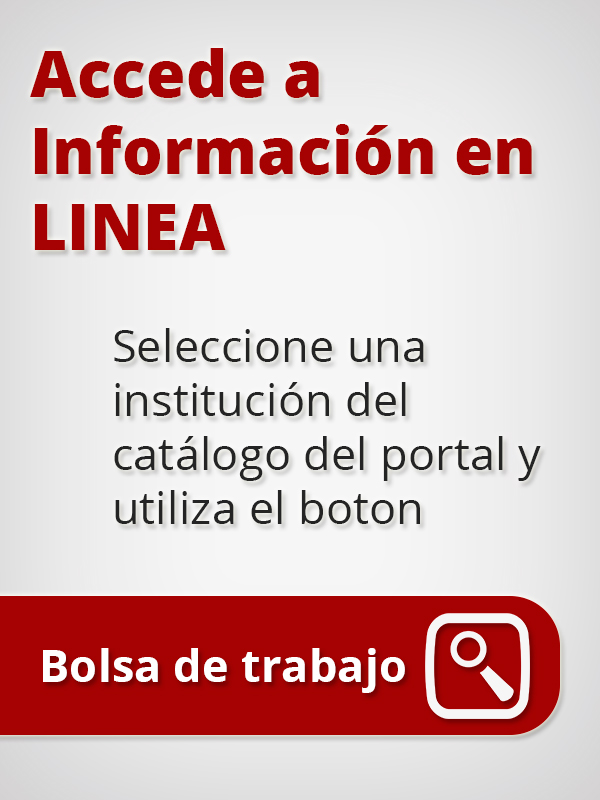 Accede a
Información en
LINEA
Seleccione una
institución del
catálogo del portal y
utiliza el boton
Bolsa de trabajo